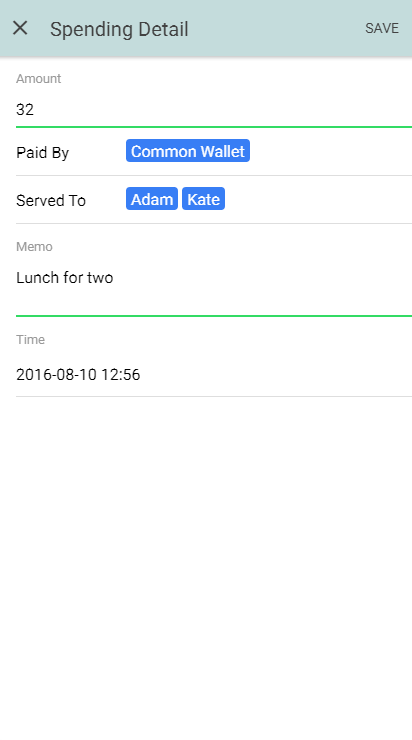 Spending Detail SAVE
Amount
32
Paid By Common Wallet
Served To Adam Kate
Memo
Lunch for two
Time
2016-08-10 12:56